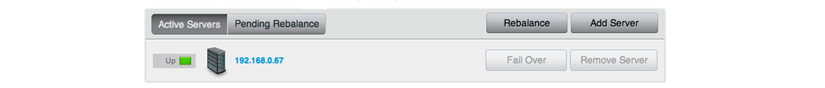 Active Servers Pending Rebalance Rebalance Add Server
Up 192.168.0.67 Fail Over Remove Server